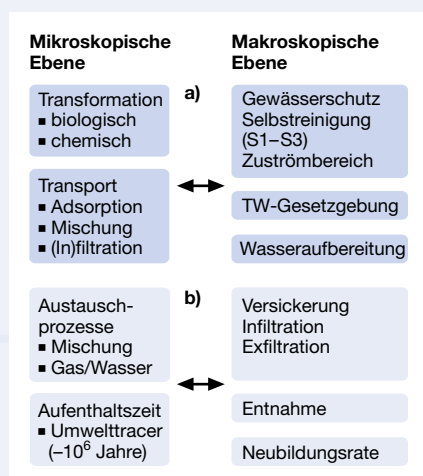 Mikroskopische
Ebene
Makroskopische
Ebene
a)
Transformation
▪ biologisch
▪ chemisch
Transport
▪ Adsorption
▪ Mischung
▪ (In)filtration
Gewässerschutz
Selbstreinigung
(S1–S3)
Zuströmbereich
TW-Gesetzgebung
Wasseraufbereitung
b)
Austausch-
prozesse
▪ Mischung
▪ Gas/Wasser
Aufenthaltszeit
▪ Umwelttracer
(–10⁶ Jahre)
Versickerung
Infiltration
Exfiltration
Entnahme
Neubildungsrate